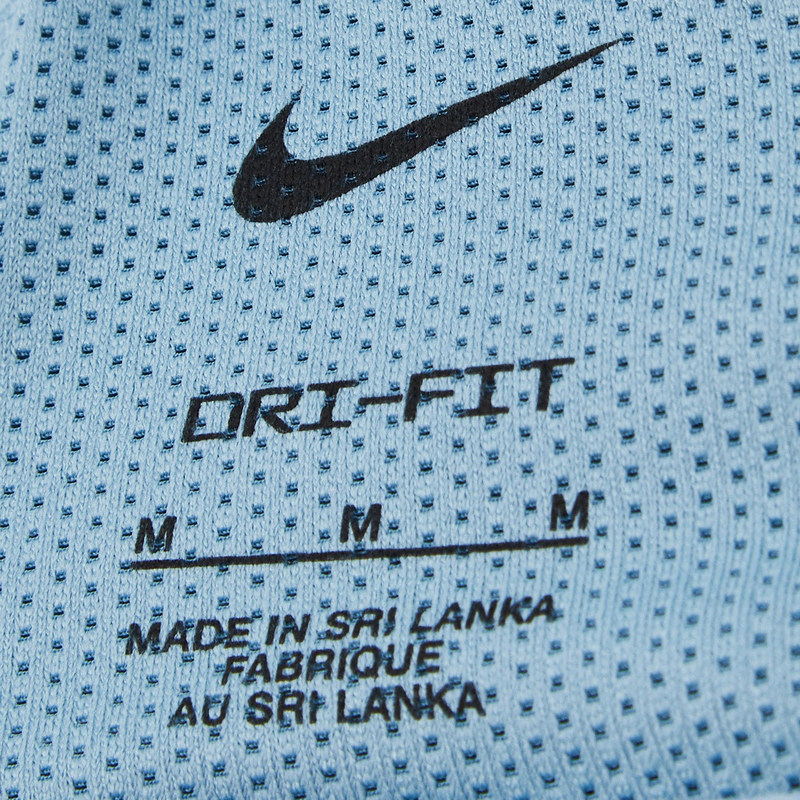 DRI-FIT
M M M
MADE IN SRI LANKA
FABRIQUE
AU SRI LANKA